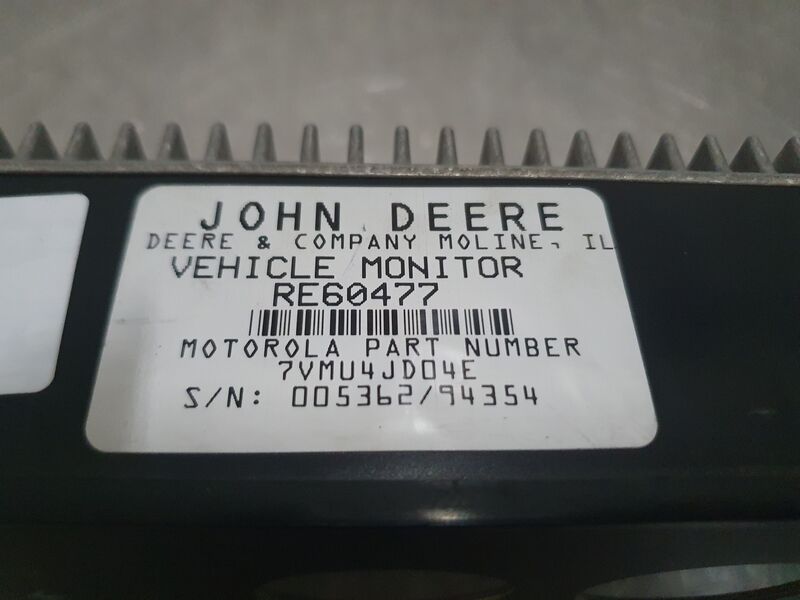 JOHN DEERE
DEERE & COMPANY MOLINE, IL
VEHICLE MONITOR
RE60477
MOTOROLA PART NUMBER
7VMU4JD04E
S/N: 005362/94354